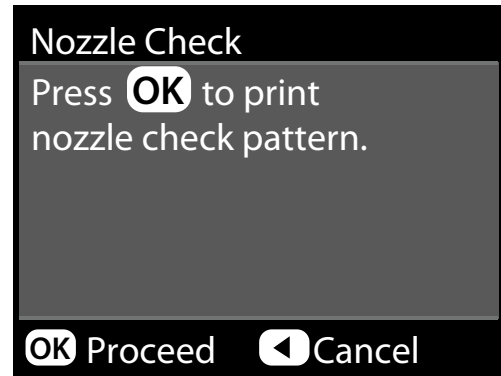 Nozzle Check
Press OK to print
nozzle check pattern.
OK Proceed ◀ Cancel